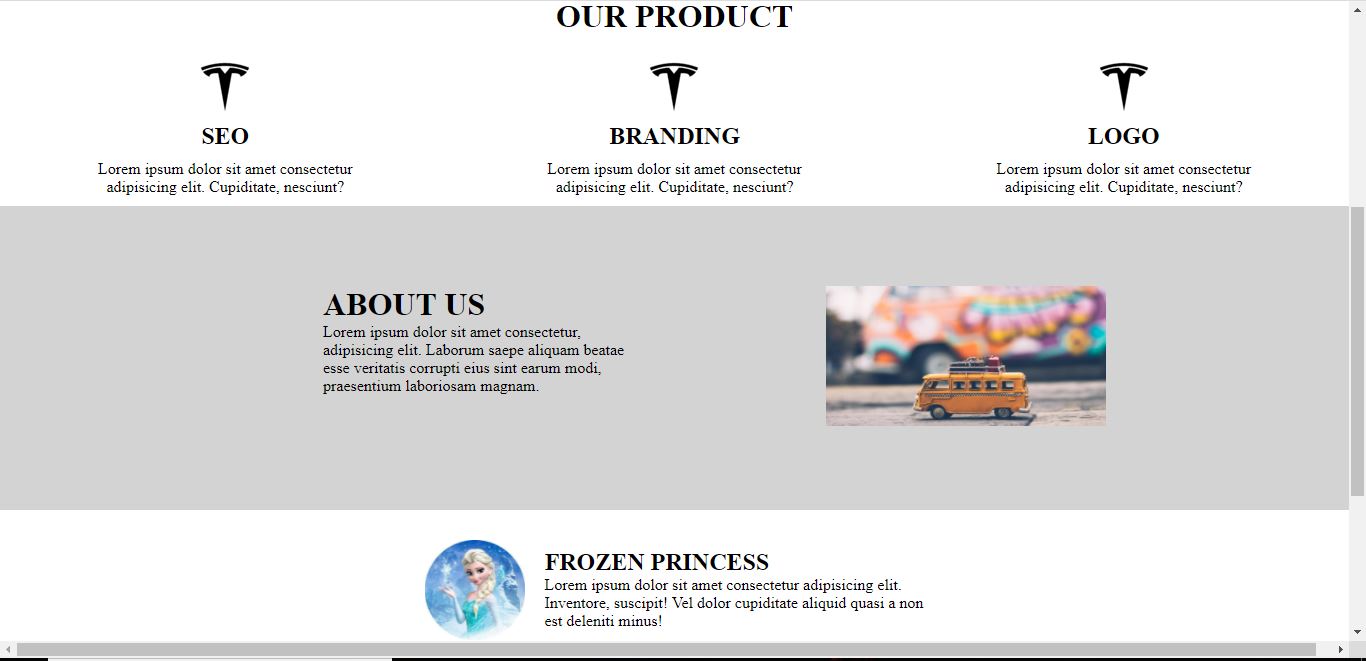 OUR PRODUCT
SEO
Lorem ipsum dolor sit amet consectetur
adipisicing elit. Cupiditate, nesciunt?
BRANDING
Lorem ipsum dolor sit amet consectetur
adipisicing elit. Cupiditate, nesciunt?
LOGO
Lorem ipsum dolor sit amet consectetur
adipisicing elit. Cupiditate, nesciunt?
ABOUT US
Lorem ipsum dolor sit amet consectetur,
adipisicing elit. Laborum saepe aliquam beatae
esse veritatis corrupti eius sint earum modi,
praesentium laboriosam magnam.
FROZEN PRINCESS
Lorem ipsum dolor sit amet consectetur adipisicing elit.
Inventore, suscipit! Vel dolor cupiditate aliquid quasi a non
est deleniti minus!